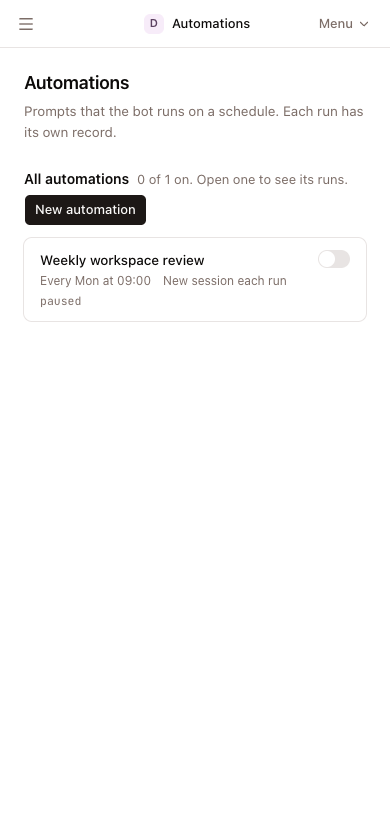 D Automations Menu
Automations
Prompts that the bot runs on a schedule. Each run has
its own record.
All automations 0 of 1 on. Open one to see its runs.
New automation
Weekly workspace review
Every Mon at 09:00 New session each run
paused